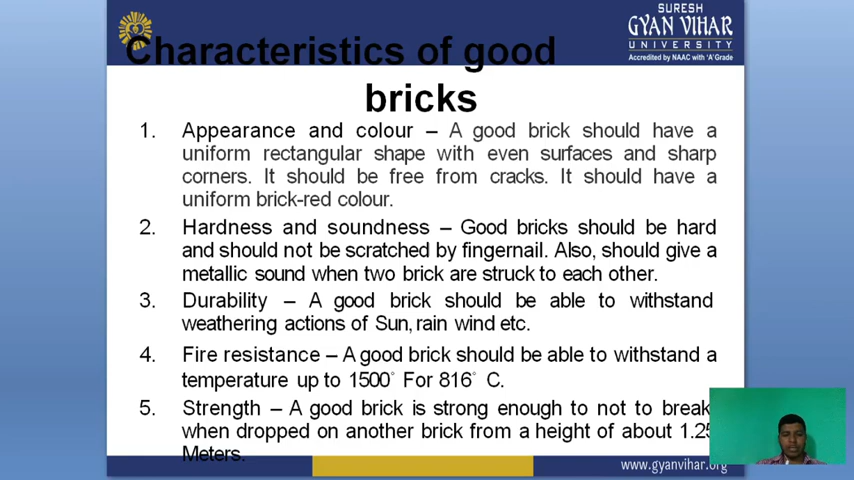 SURESH
GYAN VIHAR
UNIVERSITY
Accredited by NAAC with 'A' Grade
Characteristics of good
bricks
1. Appearance and colour – A good brick should have a
uniform rectangular shape with even surfaces and sharp
corners. It should be free from cracks. It should have a
uniform brick-red colour.
2. Hardness and soundness – Good bricks should be hard
and should not be scratched by fingernail. Also, should give a
metallic sound when two brick are struck to each other.
3. Durability – A good brick should be able to withstand
weathering actions of Sun, rain wind etc.
4. Fire resistance – A good brick should be able to withstand a
temperature up to 1500° For 816° C.
5. Strength – A good brick is strong enough to not to break
when dropped on another brick from a height of about 1.25
Meters.
www.gyanvihar.org